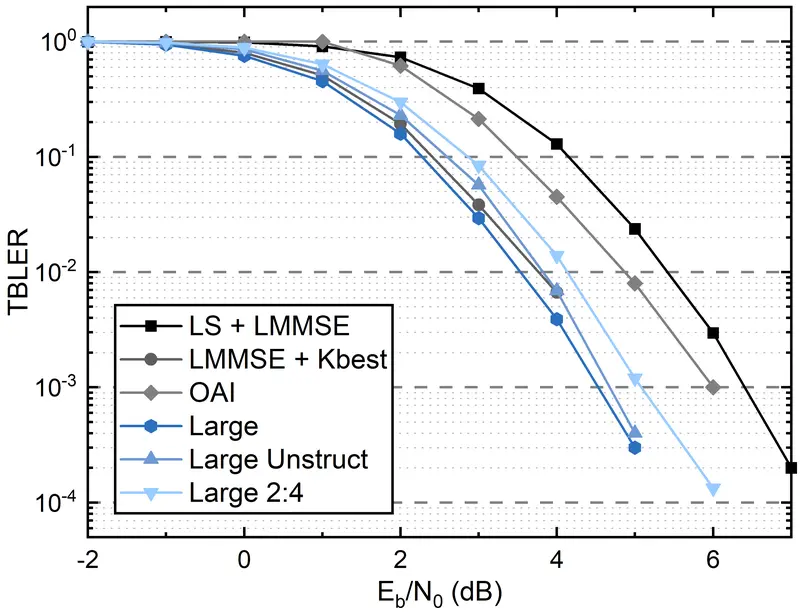 10⁰
10⁻¹
10⁻²
10⁻³
10⁻⁴
TBLER
LS + LMMSE
LMMSE + Kbest
OAI
Large
Large Unstruct
Large 2:4
-2 0 2 4 6
E_b/N₀ (dB)